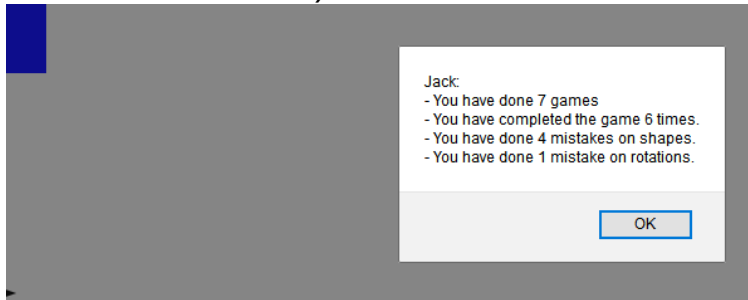 Jack:
- You have done 7 games
- You have completed the game 6 times.
- You have done 4 mistakes on shapes.
- You have done 1 mistake on rotations.
OK